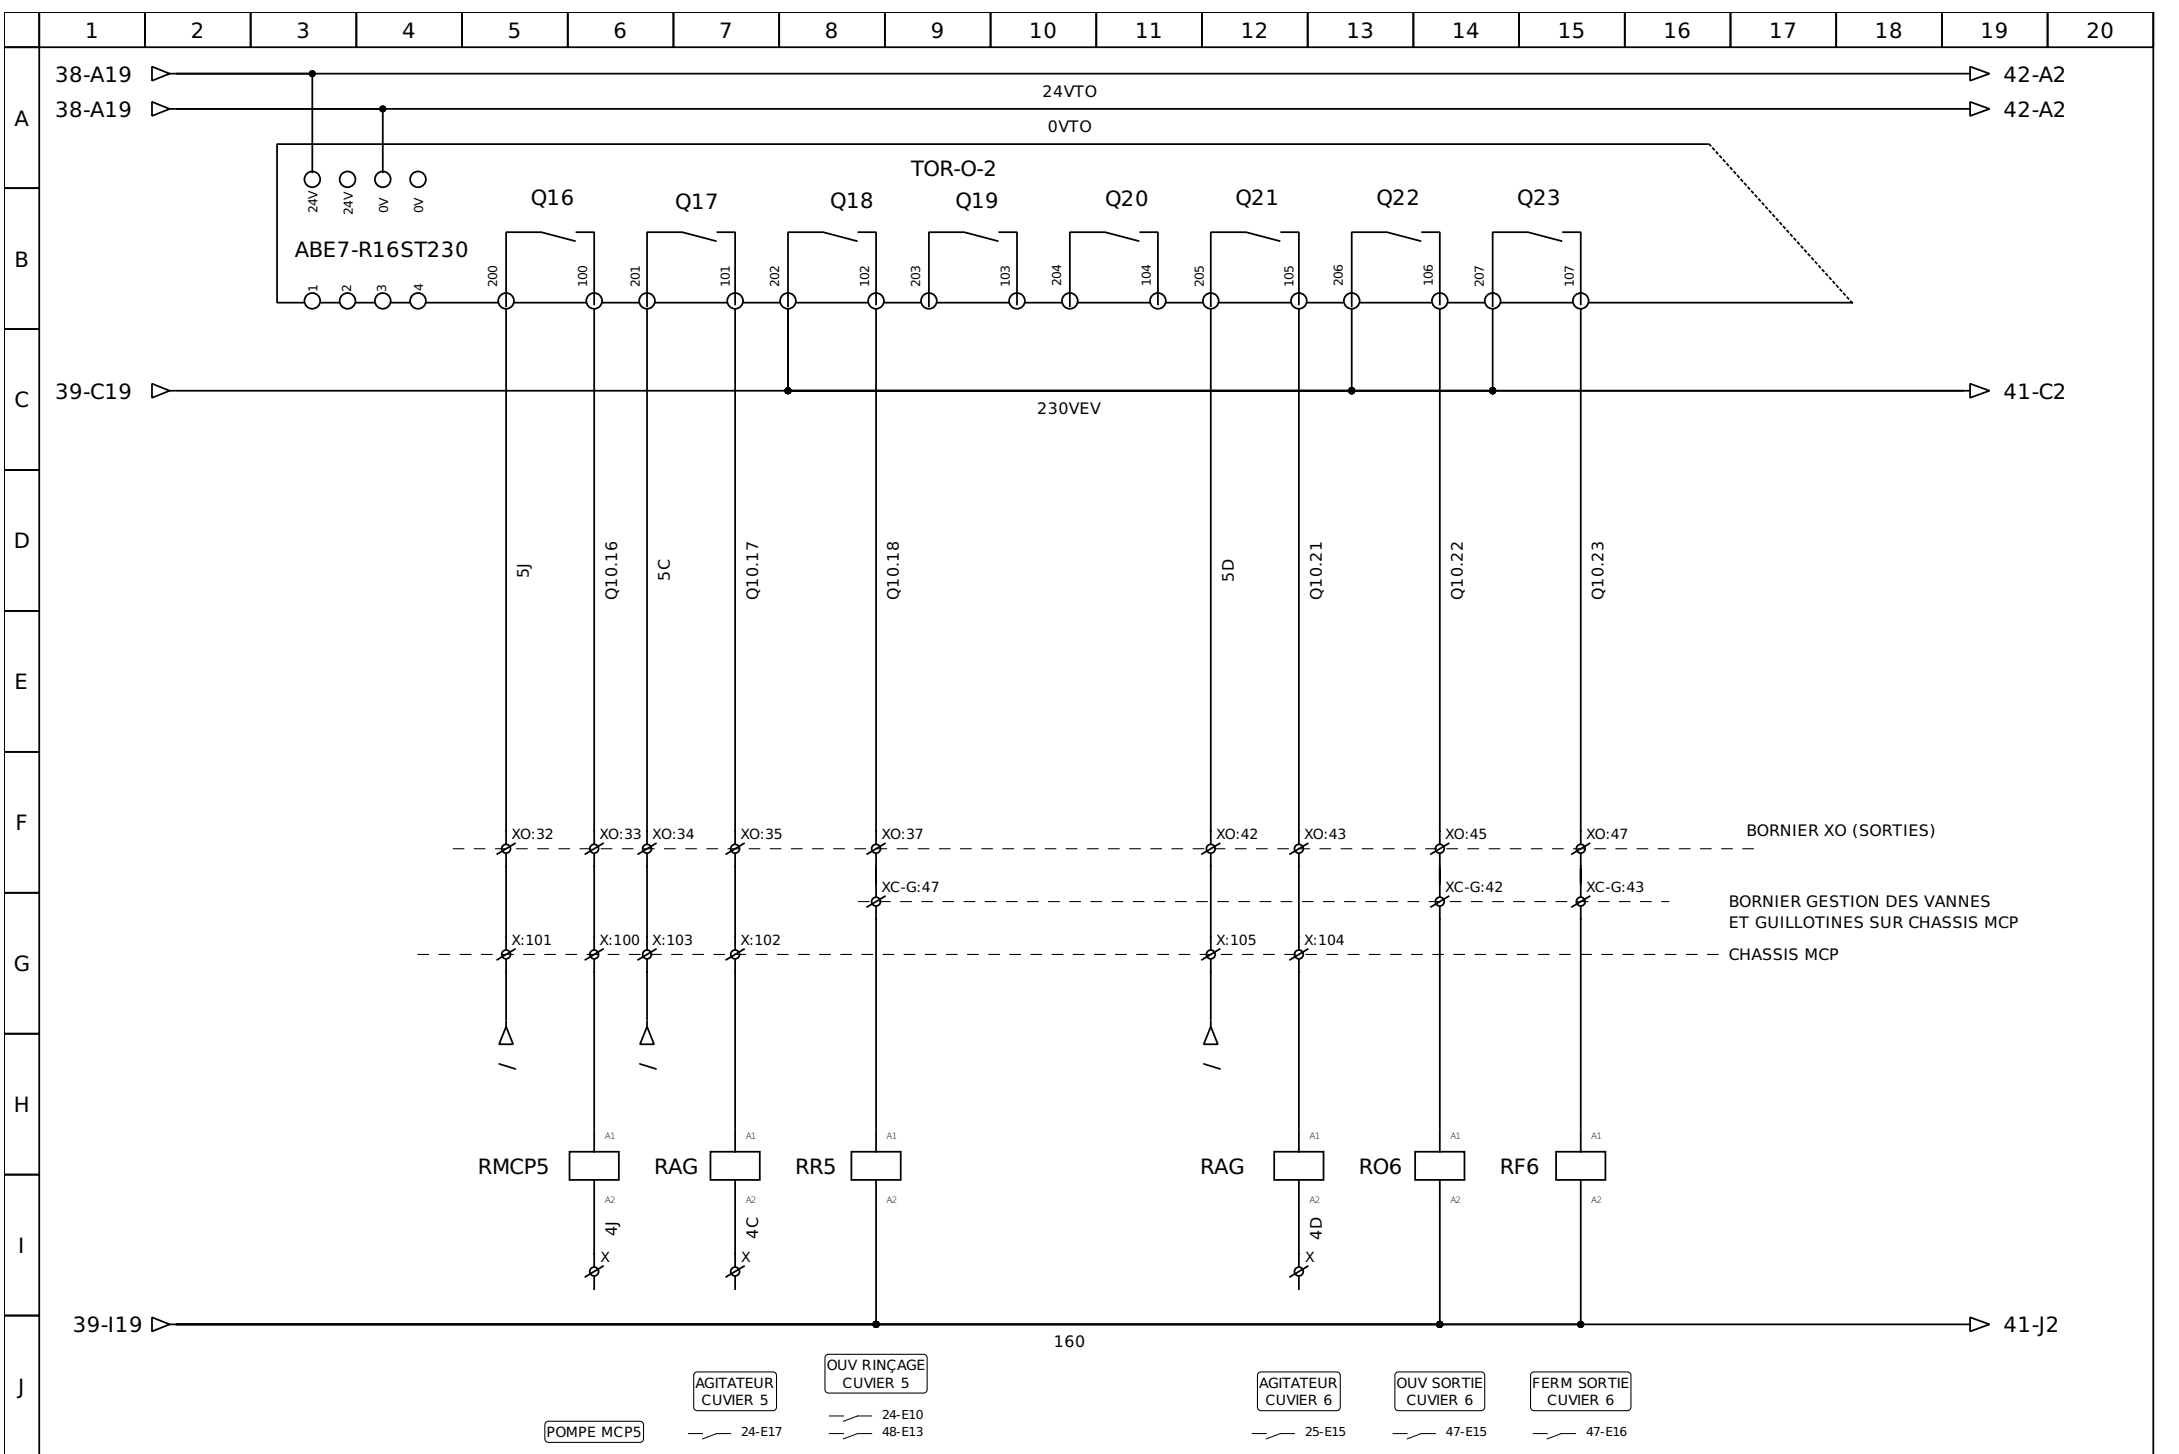 1 2 3 4 5 6 7 8 9 10 11 12 13 14 15 16 17 18 19 20
A
B
C
D
E
F
G
H
I
J
38-A19 42-A2
24VTO
38-A19 42-A2
0VTO
TOR-O-2
24V 24V 0V 0V
Q16 Q17 Q18 Q19 Q20 Q21 Q22 Q23
ABE7-R16ST230
1 2 3 4
200 100 201 101 202 102 203 103 204 104 205 105 206 106 207 107
39-C19 41-C2
230VEV
5J Q10.16 5C Q10.17 Q10.18 5D Q10.21 Q10.22 Q10.23
XO:32 XO:33 XO:34 XO:35 XO:37 XO:42 XO:43 XO:45 XO:47
BORNIER XO (SORTIES)
XC-G:47 XC-G:42 XC-G:43
BORNIER GESTION DES VANNES
ET GUILLOTINES SUR CHASSIS MCP
X:101 X:100 X:103 X:102 X:105 X:104
CHASSIS MCP
/ / /
A1 A1 A1 A1 A1 A1
RMCP5 RAG RR5 RAG RO6 RF6
A2 A2 A2 A2 A2 A2
4J 4C 4D
X X X
39-I19 41-J2
160
POMPE MCP5
AGITATEUR
CUVIER 5
24-E17
OUV RINÇAGE
CUVIER 5
24-E10
48-E13
AGITATEUR
CUVIER 6
25-E15
OUV SORTIE
CUVIER 6
47-E15
FERM SORTIE
CUVIER 6
47-E16